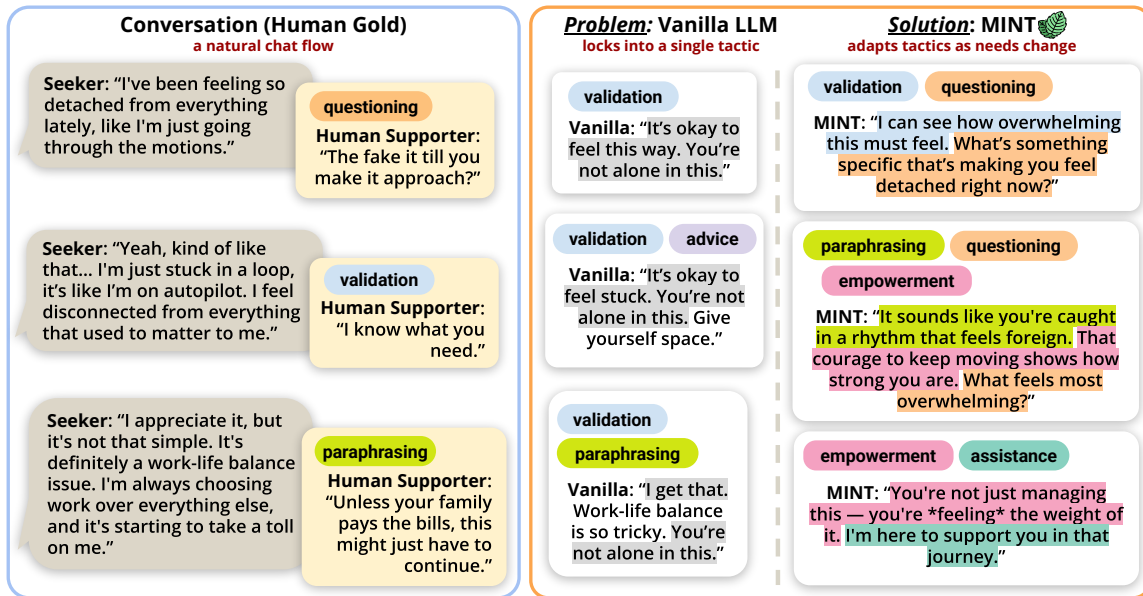 Conversation (Human Gold)
a natural chat flow
Seeker: “I've been feeling so
detached from everything
lately, like I'm just going
through the motions.”
questioning
Human Supporter:
“The fake it till you
make it approach?”
Seeker: “Yeah, kind of like
that... I'm just stuck in a loop,
it’s like I’m on autopilot. I feel
disconnected from everything
that used to matter to me.”
validation
Human Supporter:
“I know what you
need.”
Seeker: “I appreciate it, but
it's not that simple. It's
definitely a work-life balance
issue. I'm always choosing
work over everything else,
and it's starting to take a toll
on me.”
paraphrasing
Human Supporter:
“Unless your family
pays the bills, this
might just have to
continue.”
Problem: Vanilla LLM
locks into a single tactic
validation
Vanilla: “It’s okay to
feel this way. You’re
not alone in this.”
validation advice
Vanilla: “It’s okay to
feel stuck. You’re not
alone in this. Give
yourself space.”
validation
paraphrasing
Vanilla: “I get that.
Work-life balance
is so tricky. You’re
not alone in this.”
Solution: MINT
adapts tactics as needs change
validation questioning
MINT: “I can see how overwhelming
this must feel. What’s something
specific that’s making you feel
detached right now?”
paraphrasing questioning
empowerment
MINT: “It sounds like you're caught
in a rhythm that feels foreign. That
courage to keep moving shows how
strong you are. What feels most
overwhelming?”
empowerment assistance
MINT: “You're not just managing
this — you're *feeling* the weight of
it. I'm here to support you in that
journey.”